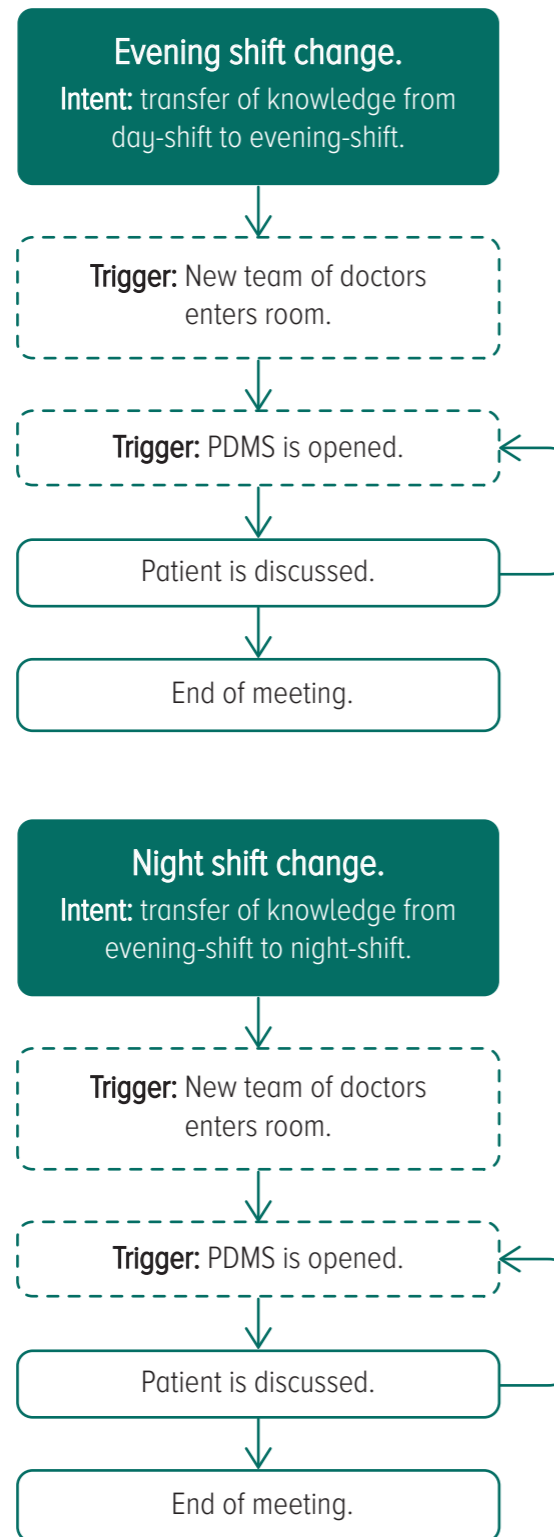 Evening shift change.
Intent: transfer of knowledge from
day-shift to evening-shift.
Trigger: New team of doctors
enters room.
Trigger: PDMS is opened.
Patient is discussed.
End of meeting.
Night shift change.
Intent: transfer of knowledge from
evening-shift to night-shift.
Trigger: New team of doctors
enters room.
Trigger: PDMS is opened.
Patient is discussed.
End of meeting.